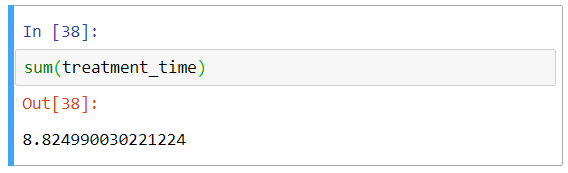 In [38]:
sum(treatment_time)
Out[38]:
8.824990030221224